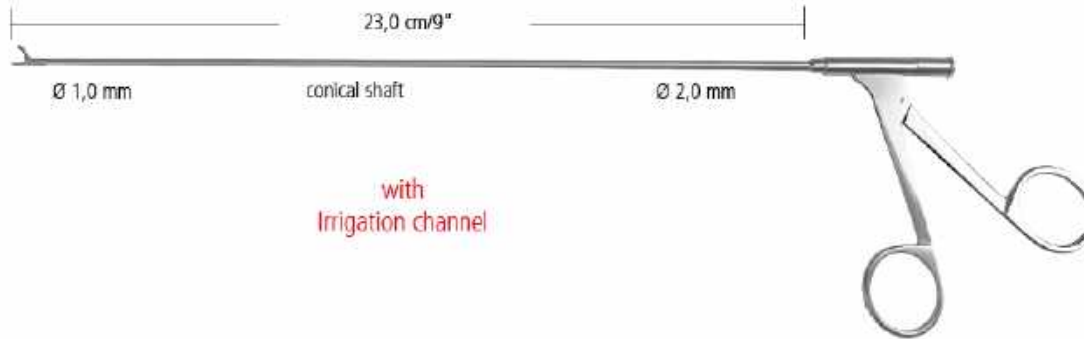 23,0 cm/9"
Ø 1,0 mm
conical shaft
Ø 2,0 mm
with
Irrigation channel